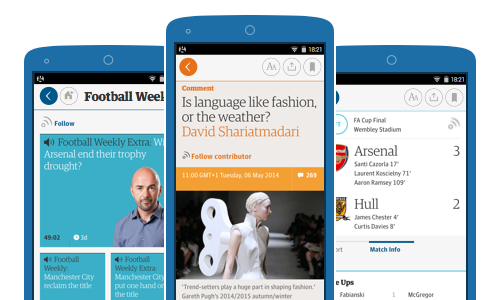 Football Week
Follow
Football Weekly Extra: Wi
Arsenal end their trophy
drought?
49:02
3d
Football
Weekly:
Manchester City
reclaim the title
Football Weekly
Extra:
Manchester City
put one hand on
the title
18:21
Comment
Is language like fashion,
or the weather?
David Shariatmadari
Follow contributor
11:00 GMT+1 Tuesday, 06 May 2014
269
'Trend-setters play a huge part in shaping fashion.'
Gareth Pugh's 2014/2015 autumn/winter
18:21
FT
FA Cup Final
Wembley Stadium
Arsenal
3
Santi Cazorla 17'
Laurent Koscielny 71'
Aaron Ramsey 109'
Hull
2
James Chester 4'
Curtis Davies 8'
ort
Match Info
e Ups
Fabianski
1
McGregor